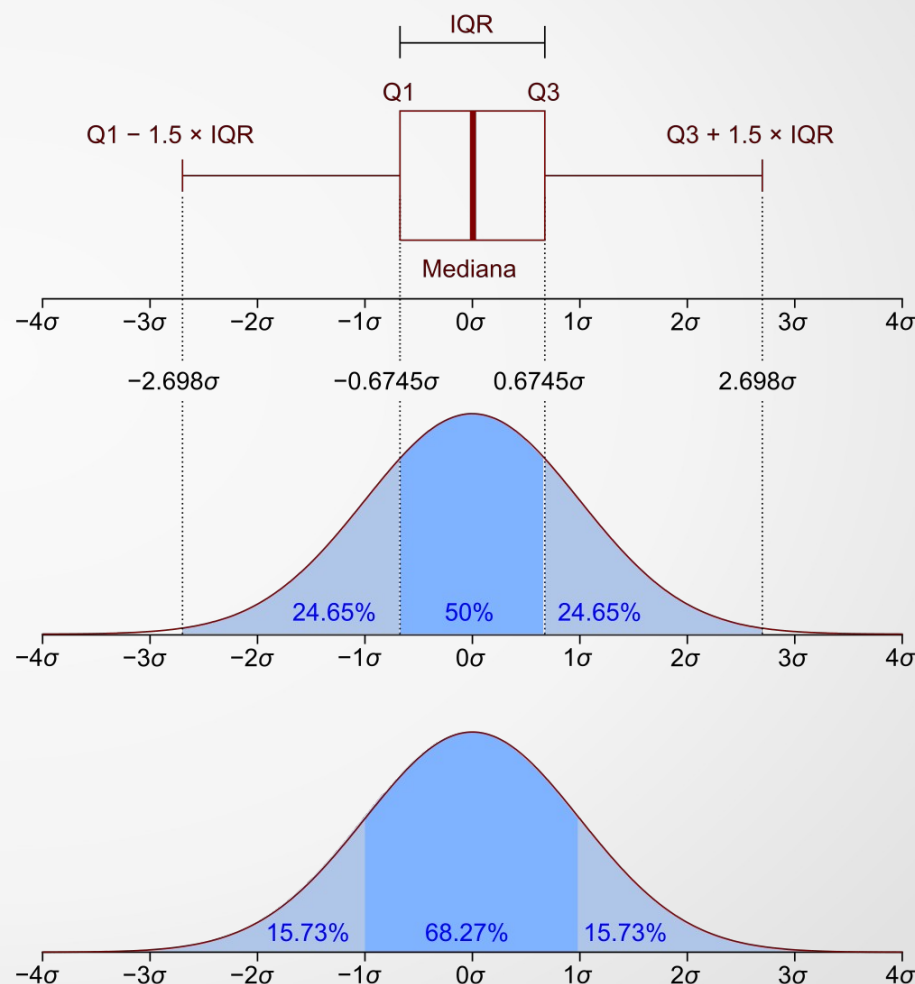 IQR
Q1 Q3
Q1 − 1.5 × IQR Q3 + 1.5 × IQR
Mediana
−4σ −3σ −2σ −1σ 0σ 1σ 2σ 3σ 4σ
−2.698σ −0.6745σ 0.6745σ 2.698σ
24.65% 50% 24.65%
−4σ −3σ −2σ −1σ 0σ 1σ 2σ 3σ 4σ
15.73% 68.27% 15.73%
−4σ −3σ −2σ −1σ 0σ 1σ 2σ 3σ 4σ